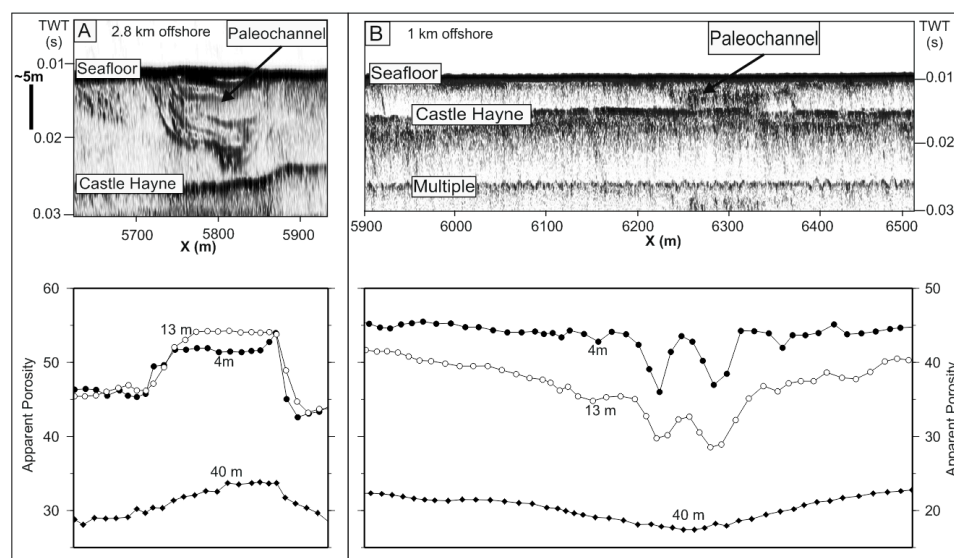 TWT
(s)
A
2.8 km offshore
Paleochannel
0.01
Seafloor
~5m
0.02
Castle Hayne
0.03
5700
5800
5900
X (m)
B
1 km offshore
Paleochannel
TWT
(s)
Seafloor
0.01
Castle Hayne
0.02
Multiple
0.03
5900
6000
6100
6200
6300
6400
6500
X (m)
60
50
40
30
Apparent Porosity
13 m
4m
40 m
50
40
30
20
Apparent Porosity
4m
13 m
40 m